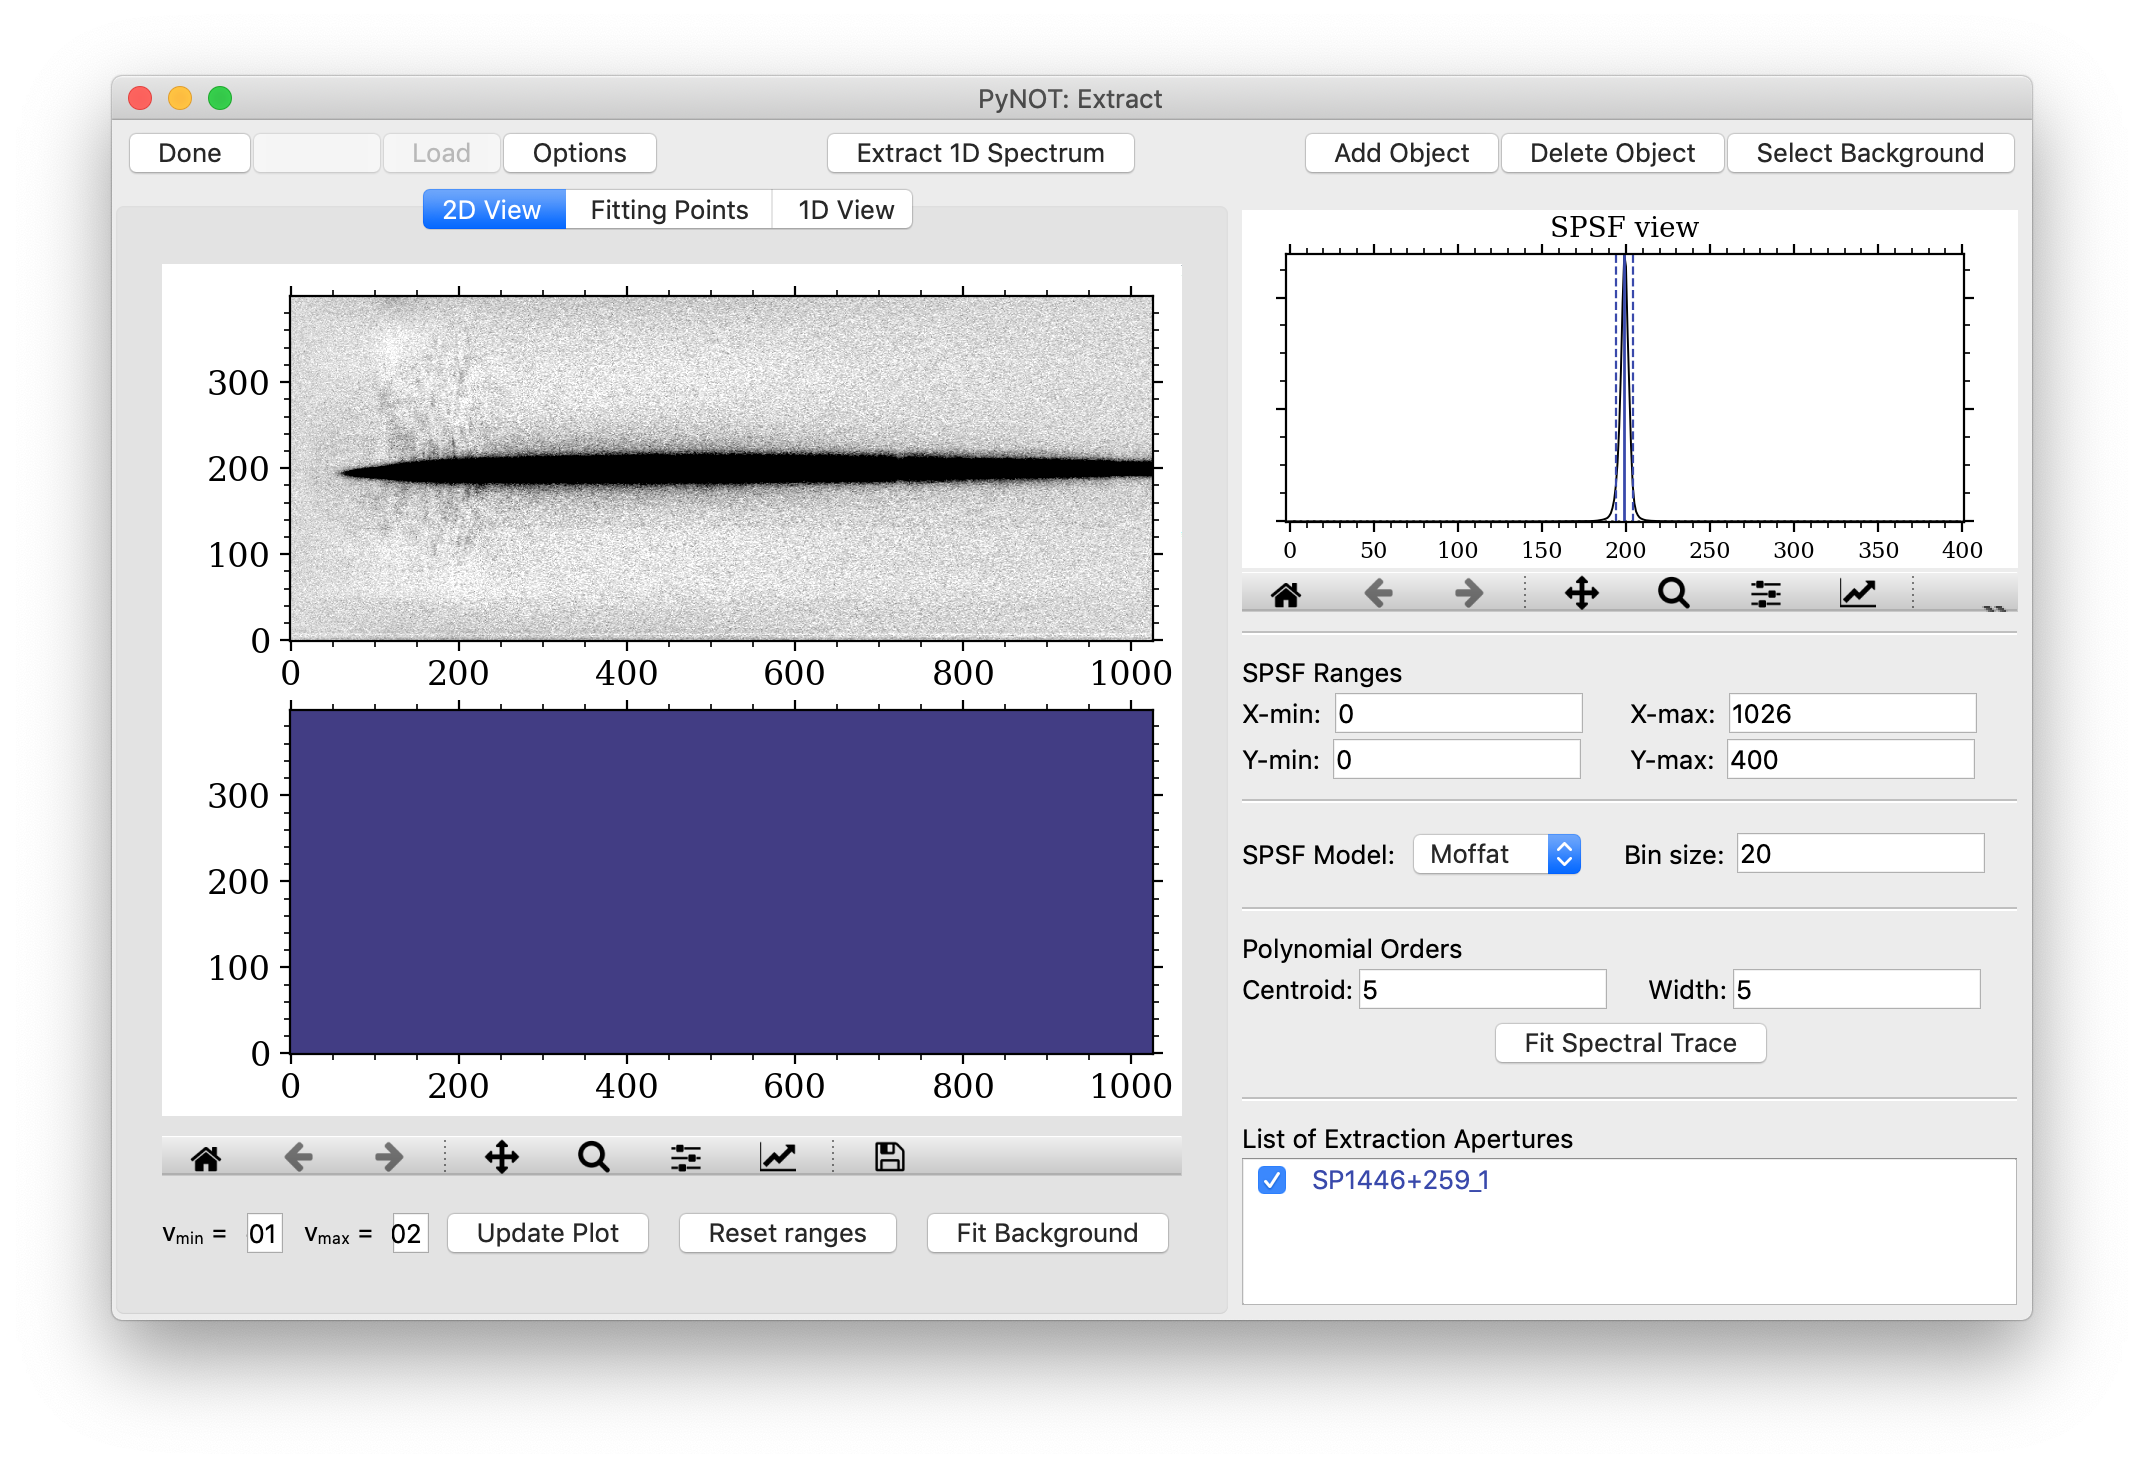 PyNOT: Extract
Done Load Options Extract 1D Spectrum Add Object Delete Object Select Background
2D View Fitting Points 1D View
300
200
100
0
0 200 400 600 800 1000
300
200
100
0
0 200 400 600 800 1000
vmin = 01 vmax = 02 Update Plot Reset ranges Fit Background
SPSF view
0 50 100 150 200 250 300 350 400
SPSF Ranges
X-min: 0 X-max: 1026
Y-min: 0 Y-max: 400
SPSF Model: Moffat Bin size: 20
Polynomial Orders
Centroid: 5 Width: 5
Fit Spectral Trace
List of Extraction Apertures
SP1446+259_1